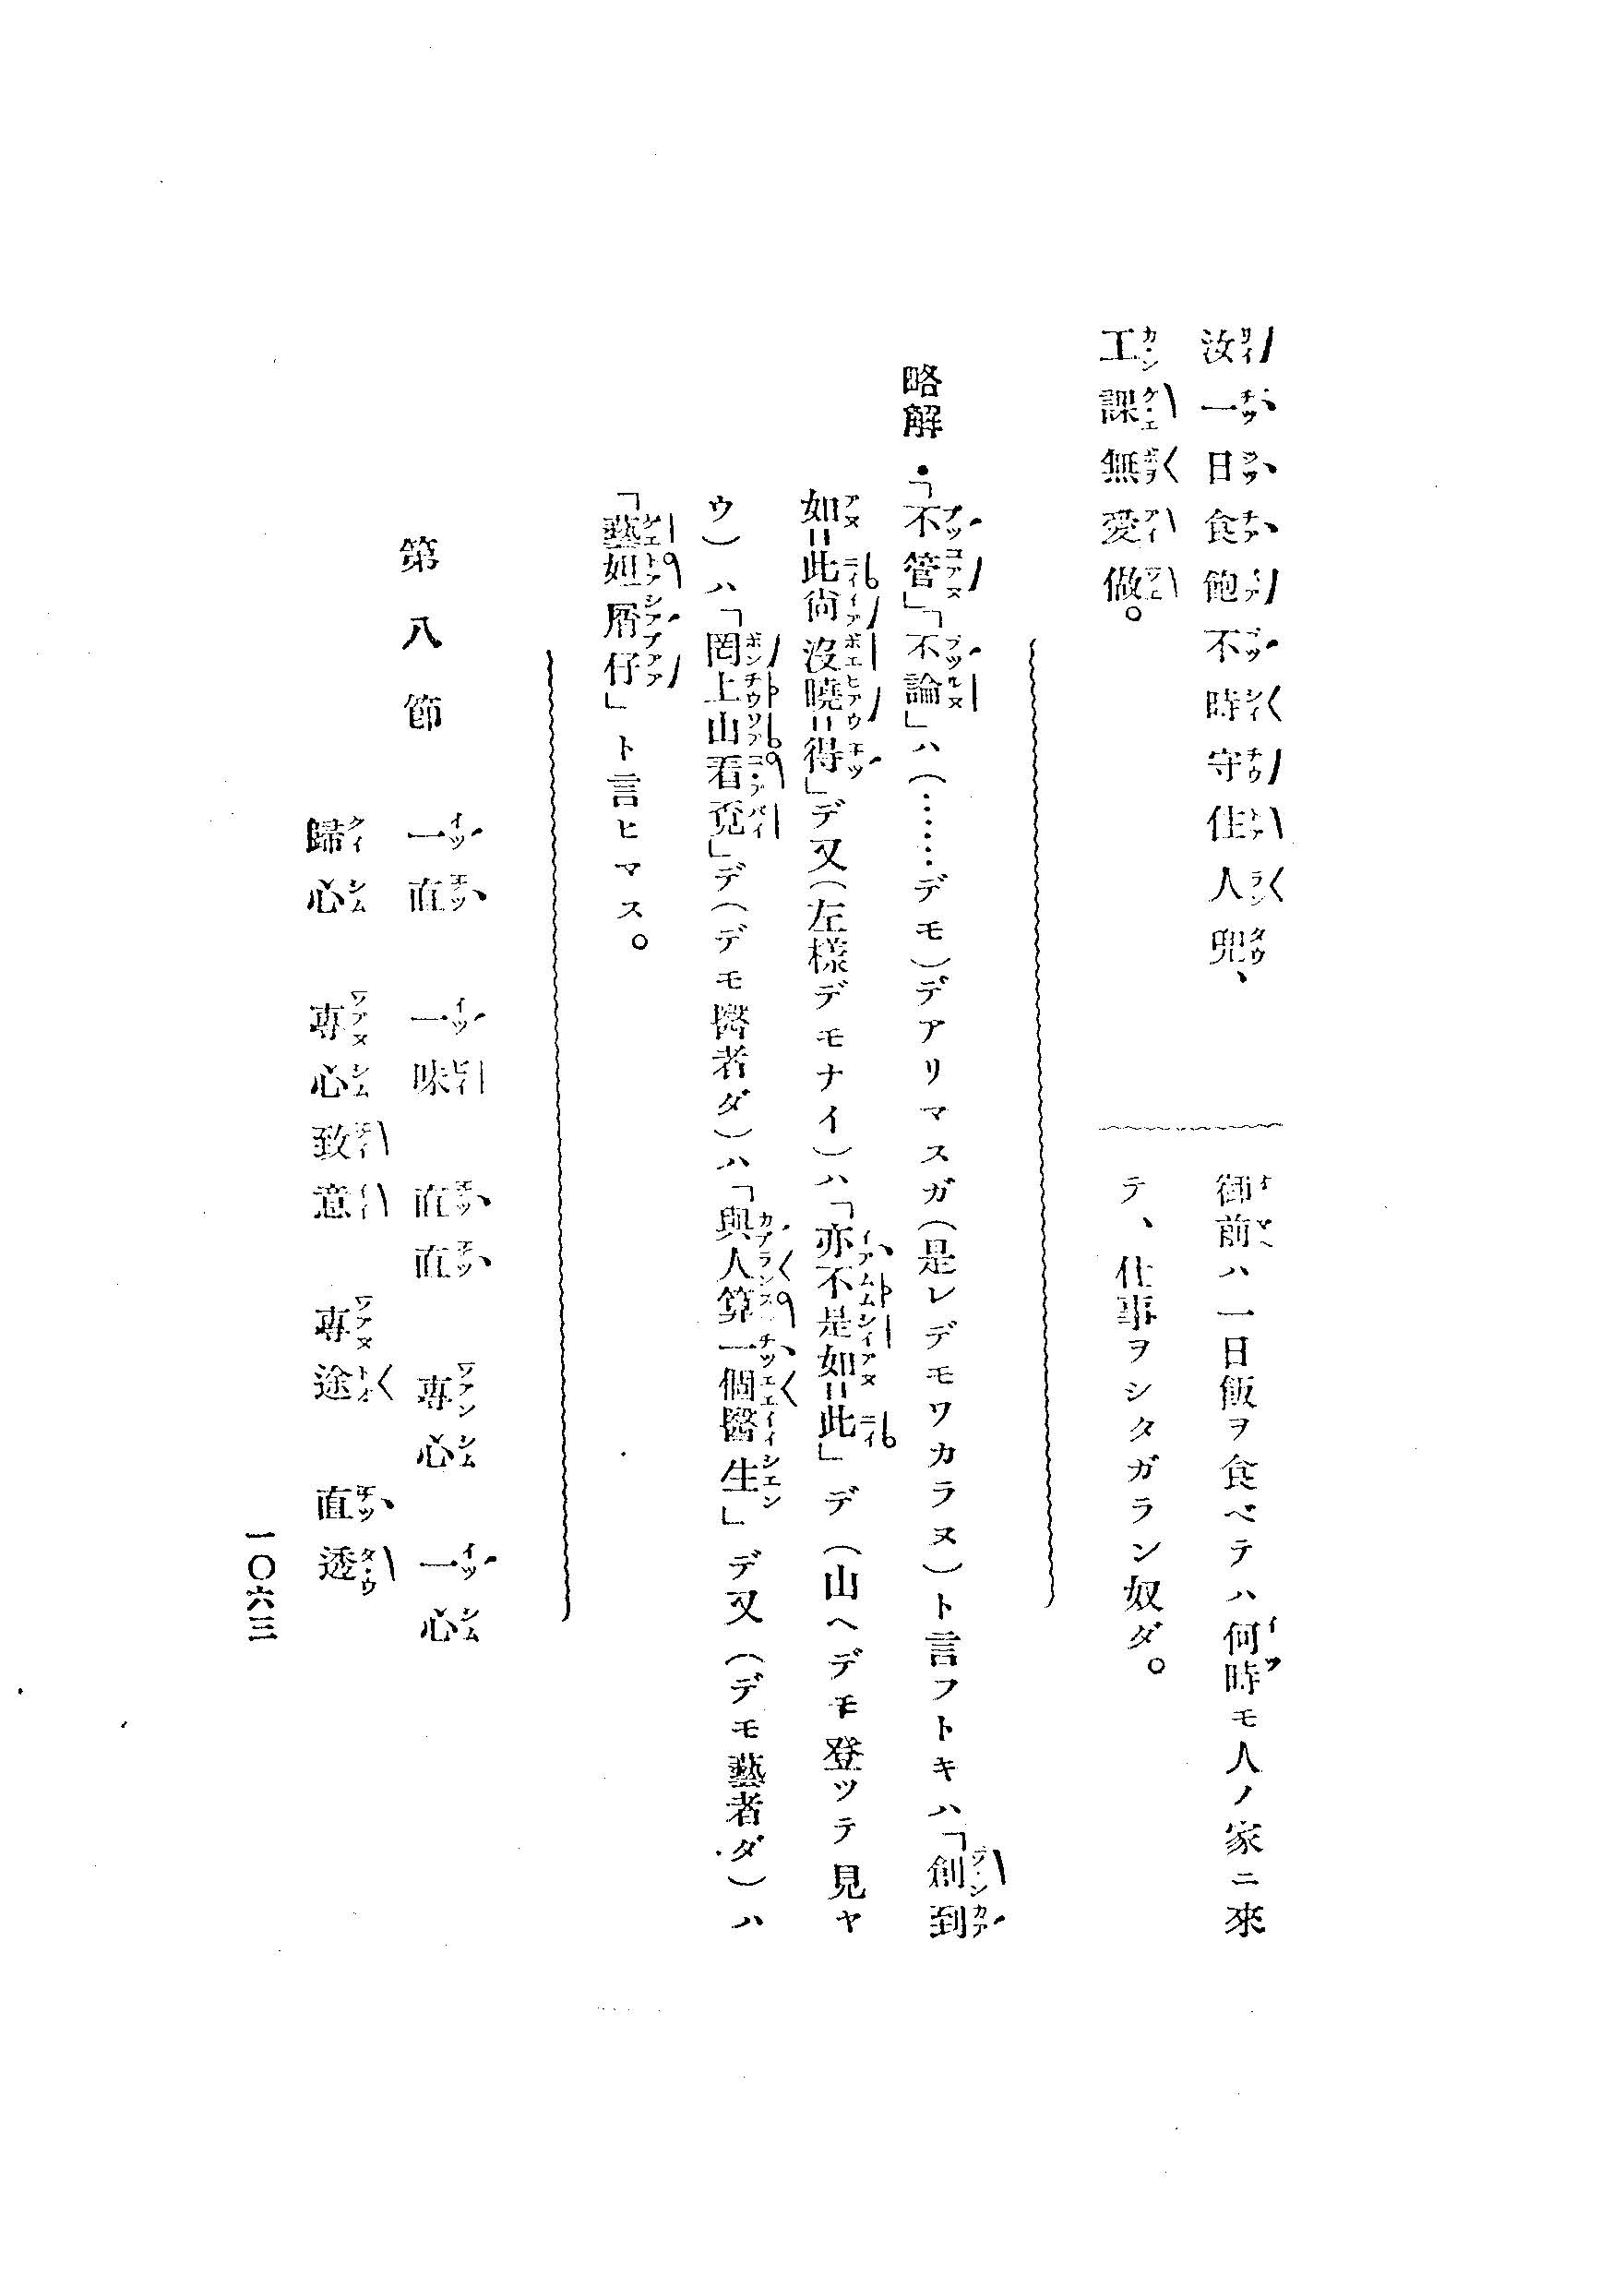 汝一日食飽不時守住人兜、
工課無愛做。
御前ハ一日飯ヲ食ベテハ何時モ人ノ家ニ來
テ、仕事ヲシタガラン奴ダ。
略解・「不管」「不論」ハ（……デモ）デアリマスガ（是レデモワカラヌ）ト言フトキハ「創到
如＝此尙沒曉＝得」デ又（左樣デモナイ）ハ「亦不是如＝此」デ（山ヘデモ登ツテ見ヤ
ウ）ハ「罔上山看覔」デ（デモ醫者ダ）ハ「與人算一個醫生」デ又（デモ藝者ダ）ハ
「藝妲屑仔」ト言ヒマス。
第八節
一直 一味 直直 專心 一心
歸心 專心致意 專途 直透
一〇六三